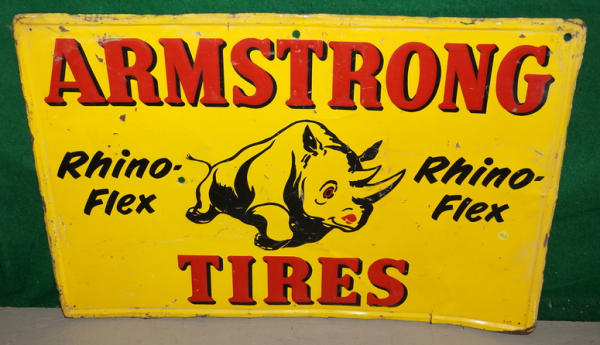 ARMSTRONG
Rhino-
Flex
Rhino-
Flex
TIRES